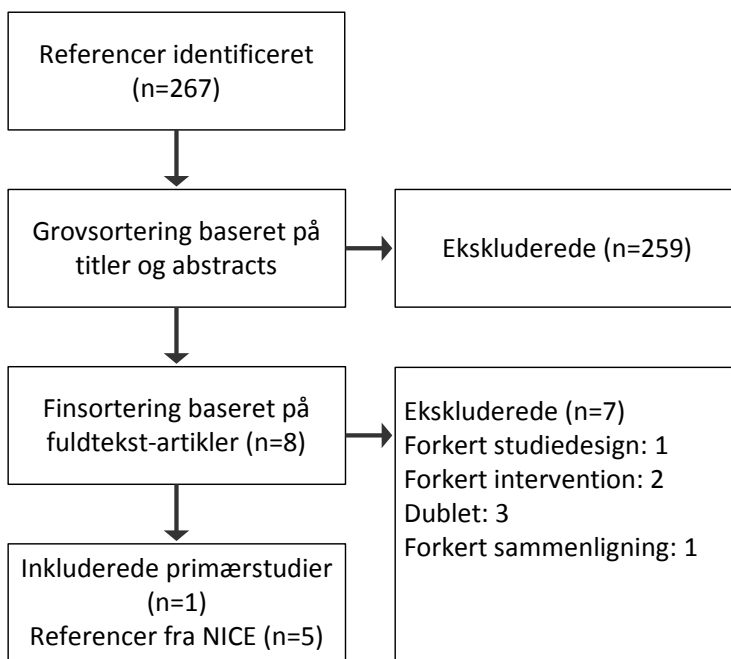 Referencer identificeret
(n=267)
Grovsortering baseret på
titler og abstracts
Ekskluderede (n=259)
Finsortering baseret på
fuldtekst-artikler (n=8)
Ekskluderede (n=7)
Forkert studiedesign: 1
Forkert intervention: 2
Dublet: 3
Forkert sammenligning: 1
Inkluderede primærstudier
(n=1)
Referencer fra NICE (n=5)